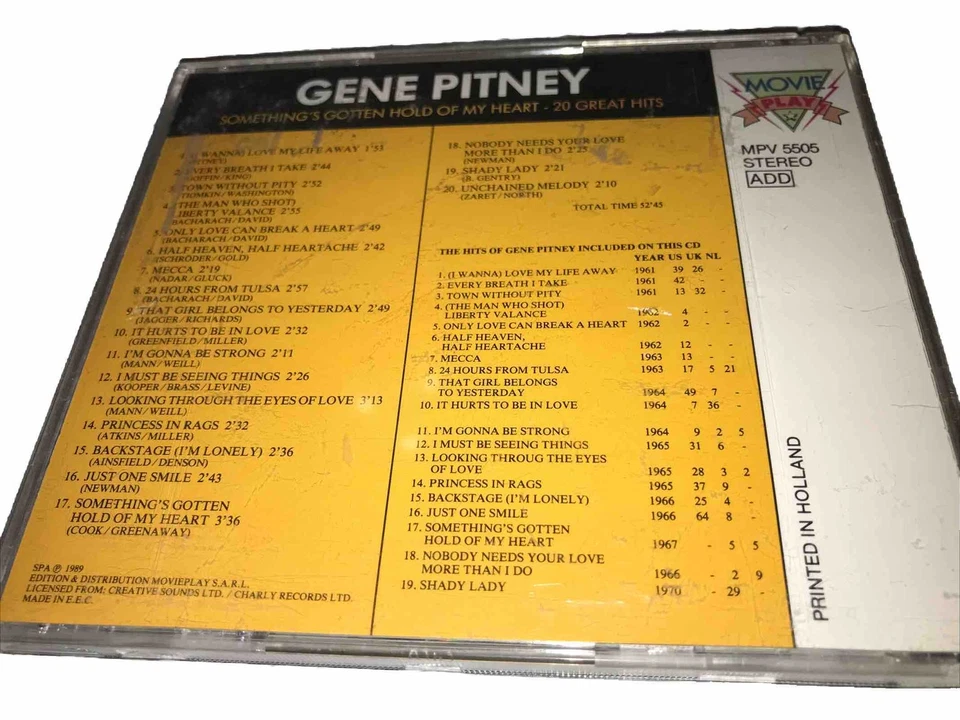 GENE PITNEY
SOMETHING'S GOTTEN HOLD OF MY HEART - 20 GREAT HITS
1. (I WANNA) LOVE MY LIFE AWAY 1'53
(PITNEY)
2. EVERY BREATH I TAKE 2'44
(GOFFIN/KING)
3. TOWN WITHOUT PITY 2'52
(TIOMKIN/WASHINGTON)
4. (THE MAN WHO SHOT)
LIBERTY VALANCE 2'55
(BACHARACH/DAVID)
5. ONLY LOVE CAN BREAK A HEART 2'49
(BACHARACH/DAVID)
6. HALF HEAVEN, HALF HEARTACHE 2'42
(SCHRÖDER/GOLD)
7. MECCA 2'19
(NADAR/GLUCK)
8. 24 HOURS FROM TULSA 2'57
(BACHARACH/DAVID)
9. THAT GIRL BELONGS TO YESTERDAY 2'49
(JAGGER/RICHARDS)
10. IT HURTS TO BE IN LOVE 2'32
(GREENFIELD/MILLER)
11. I'M GONNA BE STRONG 2'11
(MANN/WEILL)
12. I MUST BE SEEING THINGS 2'26
(KOOPER/BRASS/LEVINE)
13. LOOKING THROUGH THE EYES OF LOVE 3'13
(MANN/WEILL)
14. PRINCESS IN RAGS 2'32
(ATKINS/MILLER)
15. BACKSTAGE (I'M LONELY) 2'36
(AINSFIELD/DENSON)
16. JUST ONE SMILE 2'43
(NEWMAN)
17. SOMETHING'S GOTTEN
HOLD OF MY HEART 3'36
(COOK/GREENAWAY)
SPA ℗ 1989
EDITION & DISTRIBUTION MOVIEPLAY S.A.R.L.
LICENSED FROM: CREATIVE SOUNDS LTD. / CHARLY RECORDS LTD.
MADE IN E.E.C.
18. NOBODY NEEDS YOUR LOVE
MORE THAN I DO 2'25
(NEWMAN)
19. SHADY LADY 2'21
(B. GENTRY)
20. UNCHAINED MELODY 2'10
(ZARET/NORTH)
TOTAL TIME 52'45
THE HITS OF GENE PITNEY INCLUDED ON THIS CD
YEAR US UK NL
1. (I WANNA) LOVE MY LIFE AWAY 1961 39 26 -
2. EVERY BREATH I TAKE 1961 42 - -
3. TOWN WITHOUT PITY 1961 13 32 -
4. (THE MAN WHO SHOT)
LIBERTY VALANCE 1962 4 - -
5. ONLY LOVE CAN BREAK A HEART 1962 2 - -
6. HALF HEAVEN,
HALF HEARTACHE 1962 12 - -
7. MECCA 1963 13 - -
8. 24 HOURS FROM TULSA 1963 17 5 21
9. THAT GIRL BELONGS
TO YESTERDAY 1964 49 7 -
10. IT HURTS TO BE IN LOVE 1964 7 36 -
11. I'M GONNA BE STRONG 1964 9 2 5
12. I MUST BE SEEING THINGS 1965 31 6 -
13. LOOKING THROUG THE EYES
OF LOVE 1965 28 3 2
14. PRINCESS IN RAGS 1965 37 9 -
15. BACKSTAGE (I'M LONELY) 1966 25 4 -
16. JUST ONE SMILE 1966 64 8 -
17. SOMETHING'S GOTTEN
HOLD OF MY HEART 1967 - 5 5
18. NOBODY NEEDS YOUR LOVE
MORE THAN I DO 1966 - 2 9
19. SHADY LADY 1970 - 29 -
MOVIE
PLAY
MPV 5505
STEREO
ADD
PRINTED IN HOLLAND